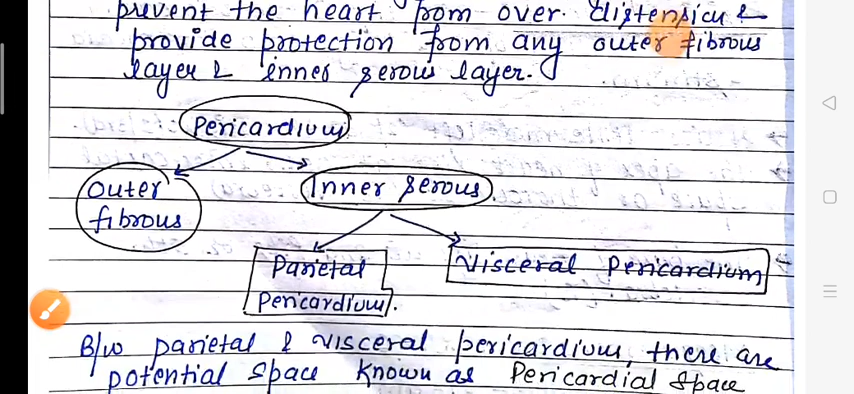 prevent the heart from over distension &
provide protection from any outer fibrous
layer & inner serous layer.
Pericardium
Outer
fibrous
Inner serous
Parietal
Pericardium.
Visceral Pericardium
B/w parietal & visceral pericardium, there are
potential space known as Pericardial space